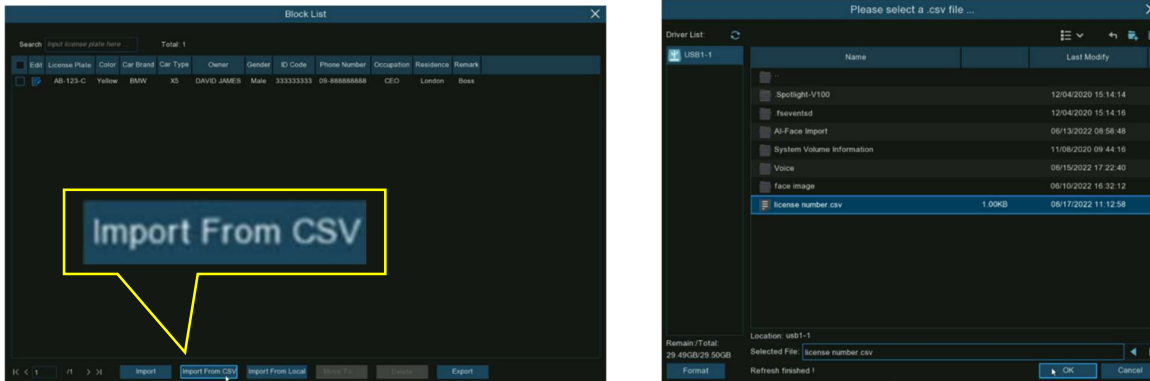 Block List
Search Input license plate here ... Total: 1
Edit License Plate Color Car Brand Car Type Owner Gender ID Code Phone Number Occupation Residence Remark
AB-123-C Yellow BMW X5 DAVID JAMES Male 333333333 09-888888888 CEO London Boss
Import From CSV
1 /1 Import Import From CSV Import From Local Move To... Delete Export
Please select a .csv file ...
Driver List:
USB1-1
Name Last Modify
..
.Spotlight-V100 12/04/2020 15:14:14
.fseventsd 12/04/2020 15:14:16
AI-Face Import 06/13/2022 08:58:48
System Volume Information 11/08/2020 09:44:16
Voice 06/15/2022 17:22:40
face image 06/10/2022 16:32:12
license number.csv 1.00KB 06/17/2022 11:12:58
Location: usb1-1
Remain:/Total:
29.49GB/29.50GB
Selected File: license number.csv
Format Refresh finished ! OK Cancel